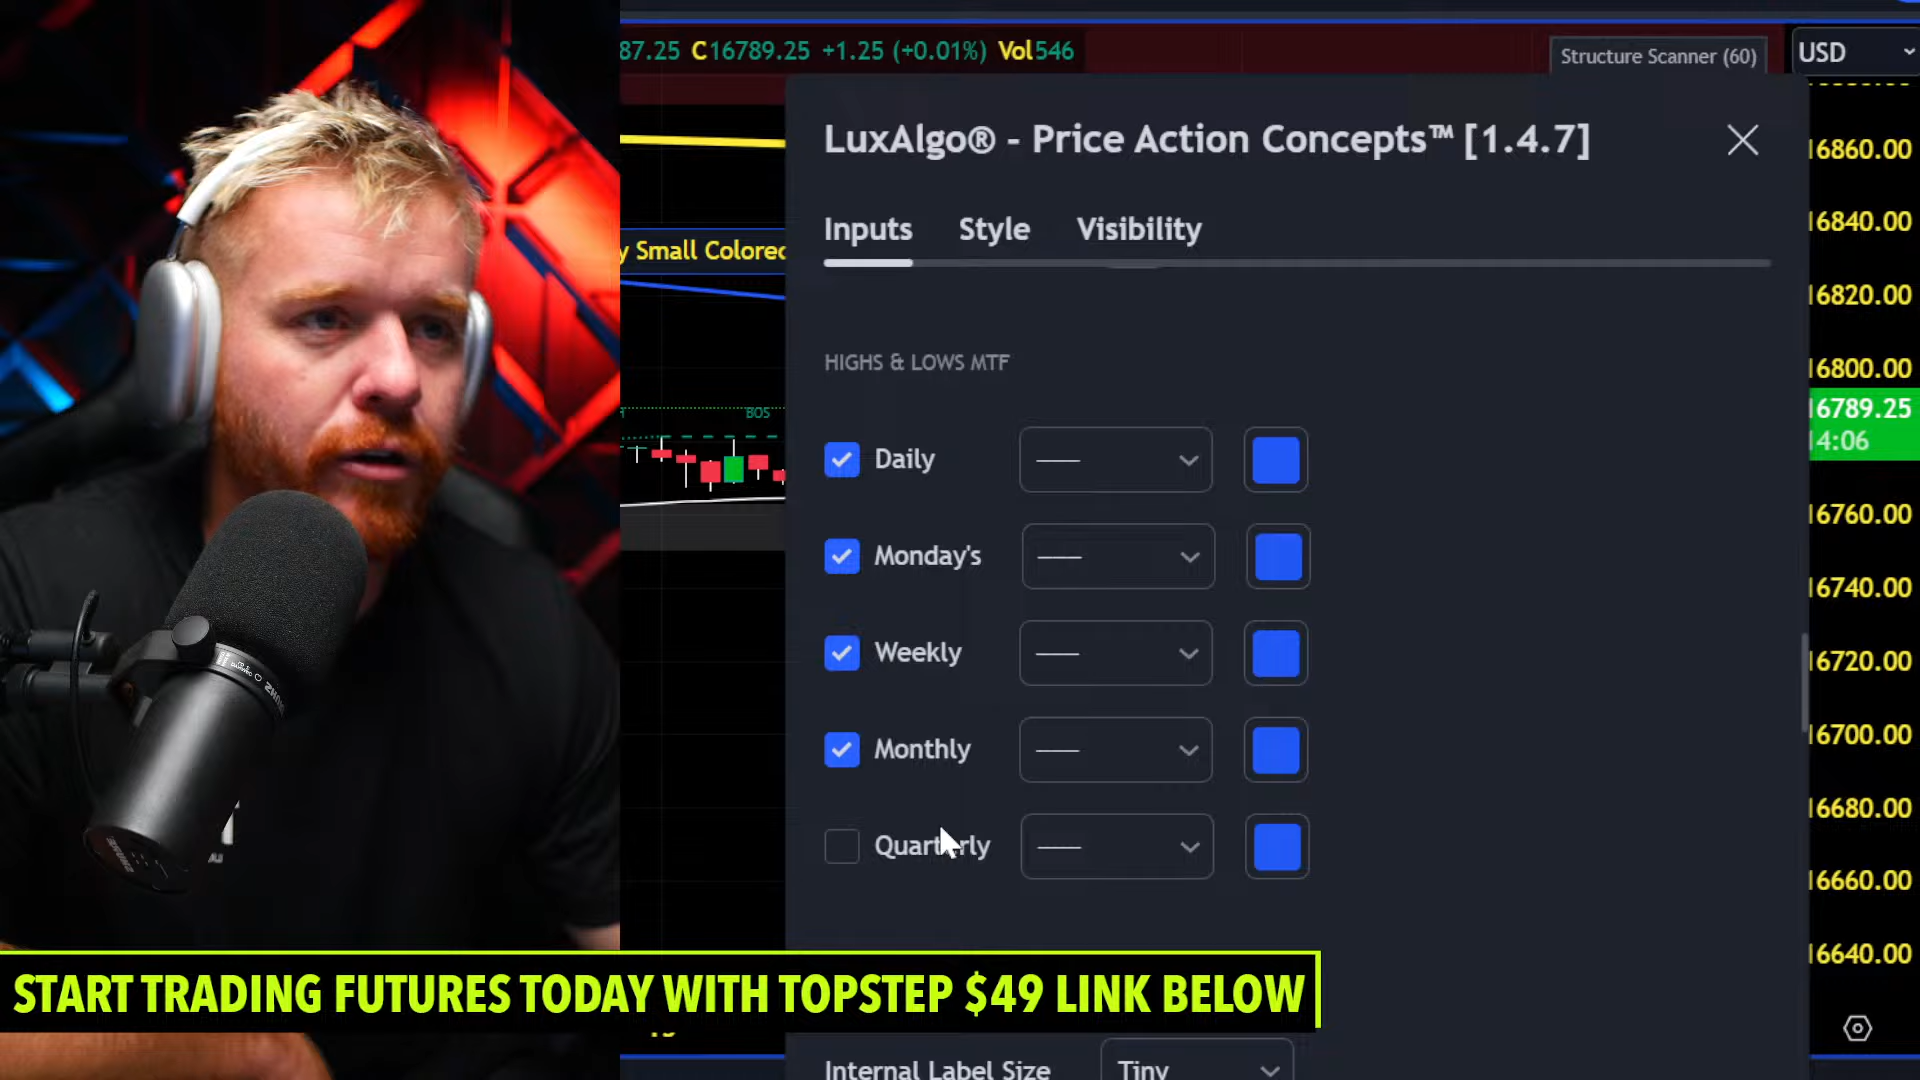 87.25 C16789.25 +1.25 (+0.01%) Vol546
Structure Scanner (60)
USD
LuxAlgo® - Price Action Concepts™ [1.4.7]
Inputs Style Visibility
y Small Colored
BOS
HIGHS & LOWS MTF
Daily
Monday's
Weekly
Monthly
Quarterly
Internal Label Size Tiny
START TRADING FUTURES TODAY WITH TOPSTEP $49 LINK BELOW
16860.00
16840.00
16820.00
16800.00
16789.25
14:06
16760.00
16740.00
16720.00
16700.00
16680.00
16660.00
16640.00